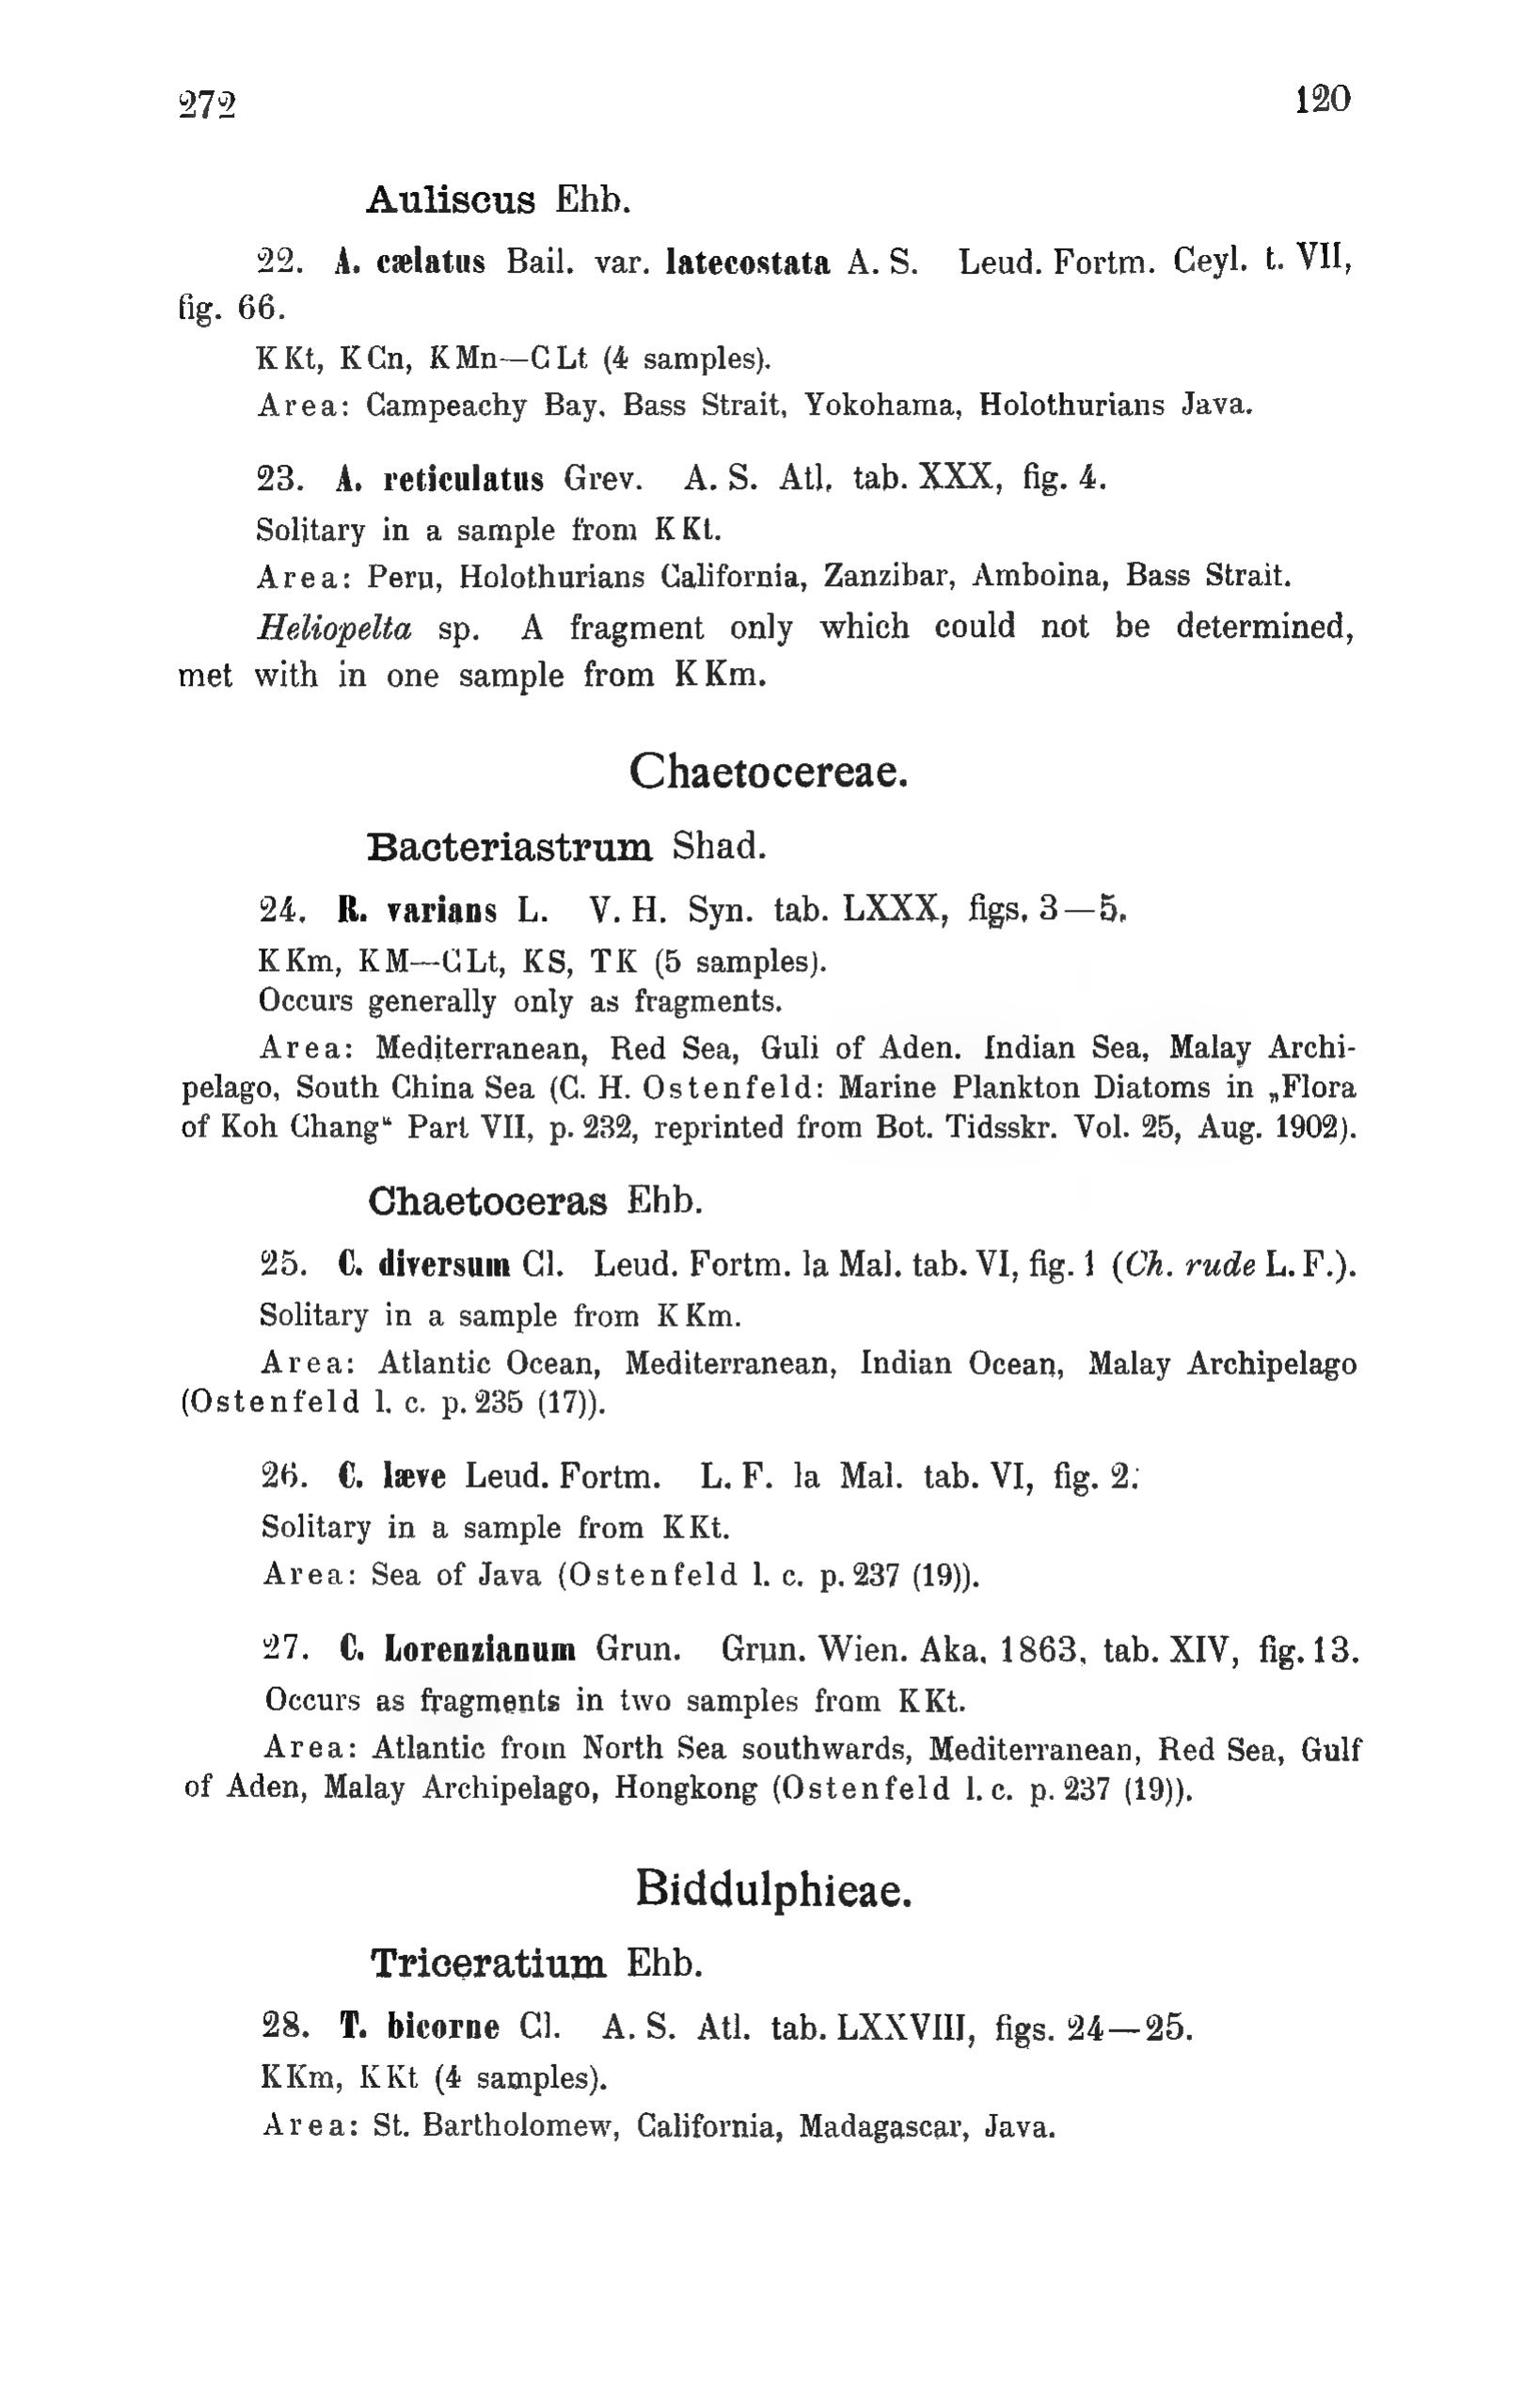 272 120
Auliscus Ehb.
22. A. cælatus Bail. var. latecostata A. S. Leud. Fortm. Ceyl. t. VII,
fig. 66.
K Kt, K Cn, K Mn—C Lt (4 samples).
Area: Campeachy Bay, Bass Strait, Yokohama, Holothurians Java.
23. A. reticulatus Grev. A. S. Atl. tab. XXX, fig. 4.
Solitary in a sample from K Kt.
Area: Peru, Holothurians California, Zanzibar, Amboina, Bass Strait.
Heliopelta sp. A fragment only which could not be determined,
met with in one sample from K Km.
Chaetocereae.
Bacteriastrum Shad.
24. R. varians L. V. H. Syn. tab. LXXX, figs. 3—5.
K Km, K M—C Lt, KS, TK (5 samples).
Occurs generally only as fragments.
Area: Mediterranean, Red Sea, Guli of Aden. Indian Sea, Malay Archi-
pelago, South China Sea (C. H. Ostenfeld: Marine Plankton Diatoms in „Flora
of Koh Chang“ Part VII, p. 232, reprinted from Bot. Tidsskr. Vol. 25, Aug. 1902).
Chaetoceras Ehb.
25. C. diversum Cl. Leud. Fortm. la Mal. tab. VI, fig. 1 (Ch. rude L. F.).
Solitary in a sample from K Km.
Area: Atlantic Ocean, Mediterranean, Indian Ocean, Malay Archipelago
(Ostenfeld l. c. p. 235 (17)).
26. C. læve Leud. Fortm. L. F. la Mal. tab. VI, fig. 2.
Solitary in a sample from K Kt.
Area: Sea of Java (Ostenfeld l. c. p. 237 (19)).
27. C. Lorenzianum Grun. Grun. Wien. Aka. 1863, tab. XIV, fig. 13.
Occurs as fragments in two samples from K Kt.
Area: Atlantic from North Sea southwards, Mediterranean, Red Sea, Gulf
of Aden, Malay Archipelago, Hongkong (Ostenfeld l. c. p. 237 (19)).
Biddulphieae.
Triceratium Ehb.
28. T. bicorne Cl. A. S. Atl. tab. LXXVIII, figs. 24—25.
K Km, K Kt (4 samples).
Area: St. Bartholomew, California, Madagascar, Java.